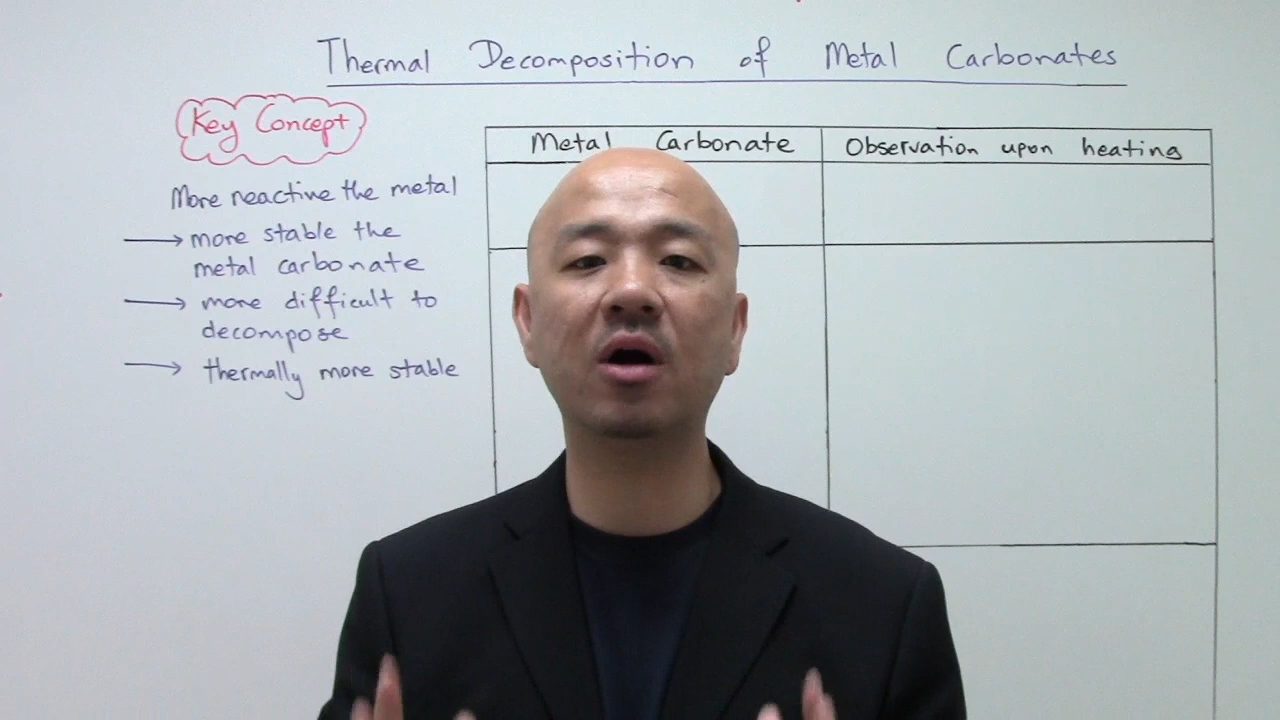 Thermal Decomposition of Metal Carbonates
Key Concept
More reactive the metal
→ more stable the
metal carbonate
→ more difficult to
decompose
→ thermally more stable
Metal Carbonate
Observation upon heating